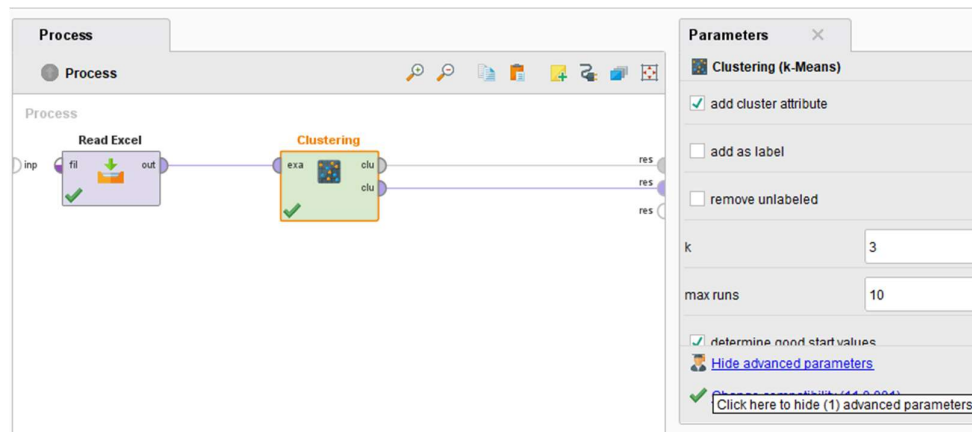 Process
Process
Process
Read Excel
inp
fil
out
Clustering
exa
clu
clu
res
res
res
Parameters
Clustering (k-Means)
add cluster attribute
add as label
remove unlabeled
k
3
max runs
10
determine good start values
Hide advanced parameters
Change compatibility
Click here to hide (1) advanced parameters